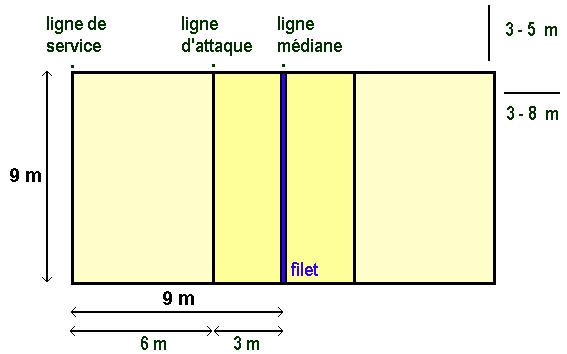 ligne de
service
ligne
d'attaque
ligne
médiane
3 - 5 m
3 - 8 m
9 m
filet
9 m
6 m
3 m